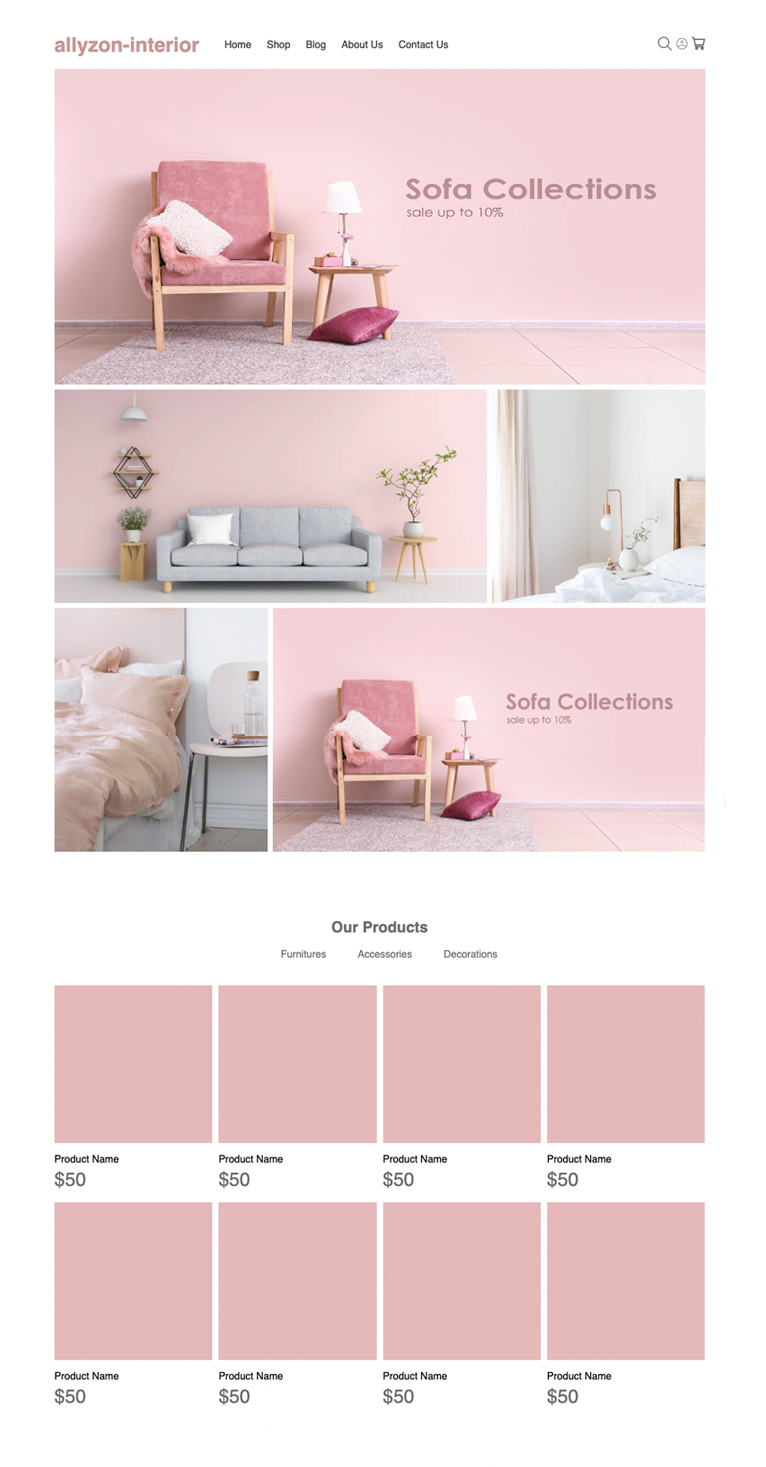 allyzon-interior Home Shop Blog About Us Contact Us
Sofa Collections
sale up to 10%
Sofa Collections
sale up to 10%
Our Products
Furnitures Accessories Decorations
Product Name Product Name Product Name Product Name
$50 $50 $50 $50
Product Name Product Name Product Name Product Name
$50 $50 $50 $50